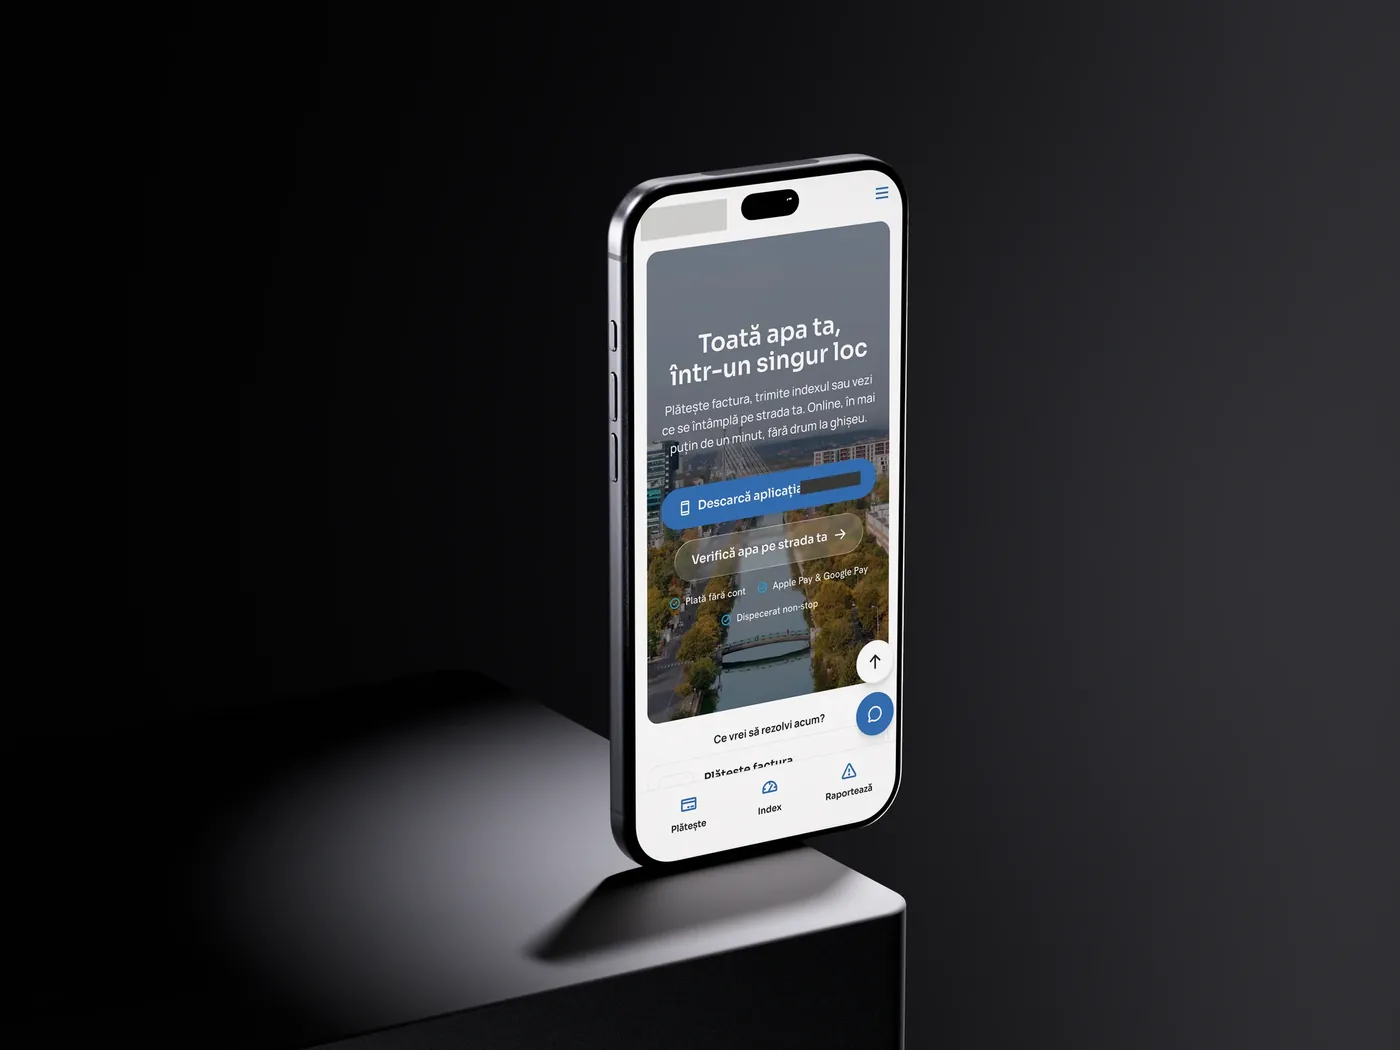 Toată apa ta,
într-un singur loc
Plătește factura, trimite indexul sau vezi
ce se întâmplă pe strada ta. Online, în mai
puțin de un minut, fără drum la ghișeu.
Descarcă aplicația
Verifică apa pe strada ta
Plată fără cont
Apple Pay & Google Pay
Dispecerat non-stop
Ce vrei să rezolvi acum?
Plătește factura
Plătește
Index
Raportează